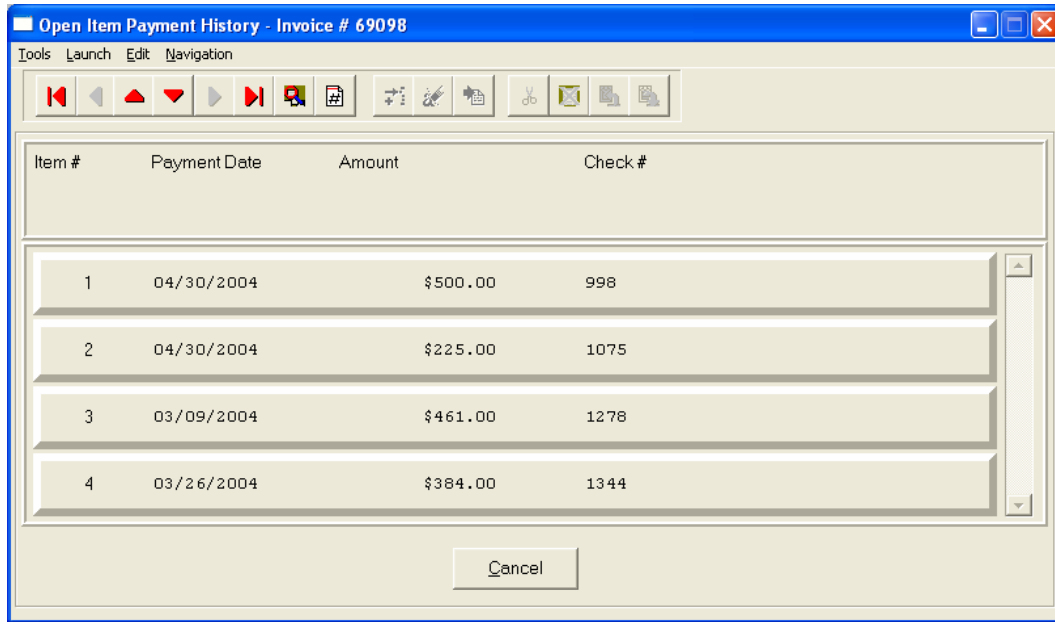 Open Item Payment History - Invoice # 69098
Tools Launch Edit Navigation
#
Item # Payment Date Amount Check #
1 04/30/2004 $500.00 998
2 04/30/2004 $225.00 1075
3 03/09/2004 $461.00 1278
4 03/26/2004 $384.00 1344
Cancel